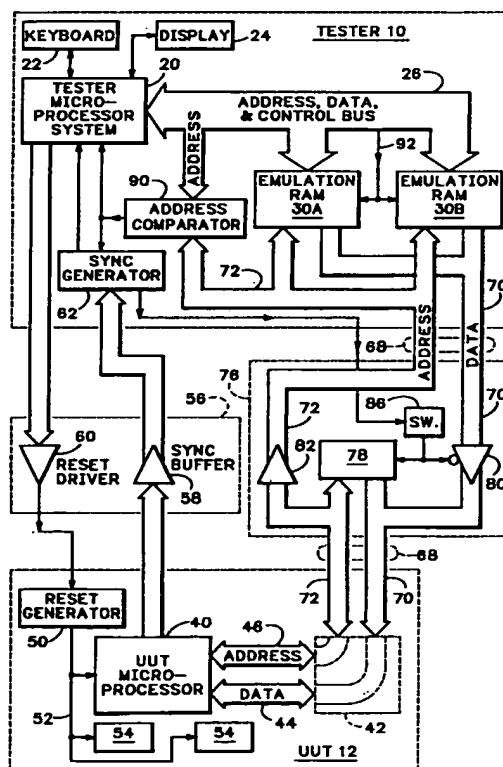 TESTER 10
KEYBOARD
22
DISPLAY
24
20
26
TESTER
MICRO-
PROCESSOR
SYSTEM
ADDRESS, DATA,
& CONTROL BUS
ADDRESS
92
90
ADDRESS
COMPARATOR
EMULATION
RAM
30A
EMULATION
RAM
30B
SYNC
GENERATOR
62
72
70
68
ADDRESS
DATA
76
56
70
86
SW.
60
RESET
DRIVER
SYNC
BUFFER
58
72
82
78
80
68
72
70
RESET
GENERATOR
50
40
46
UUT
MICRO-
PROCESSOR
ADDRESS
DATA
44
42
52
54
54
UUT 12